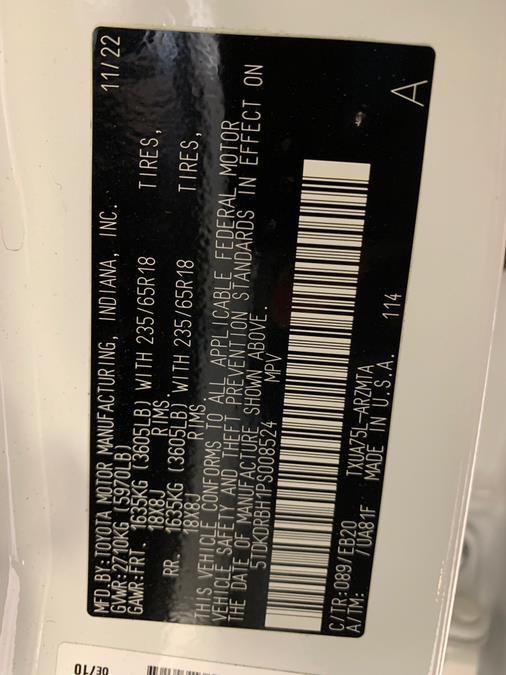 MFD.BY:TOYOTA MOTOR MANUFACTURING, INDIANA, INC. 11/22
GVWR:2710KG (5970LB)
GAWR:FRT. 1635KG (3605LB) WITH 235/65R18 TIRES,
18X8J RIMS
RR. 1635KG (3605LB) WITH 235/65R18 TIRES,
18X8J RIMS
THIS VEHICLE CONFORMS TO ALL APPLICABLE FEDERAL MOTOR
VEHICLE SAFETY AND THEFT PREVENTION STANDARDS IN EFFECT ON
THE DATE OF MANUFACTURE SHOWN ABOVE.
5TDKDRBH1PS008524 MPV
C/TR:089/EB20 TXUA75L-ARZMTA
A/TM: /UA81F MADE IN U.S.A. 114 A
0E/10